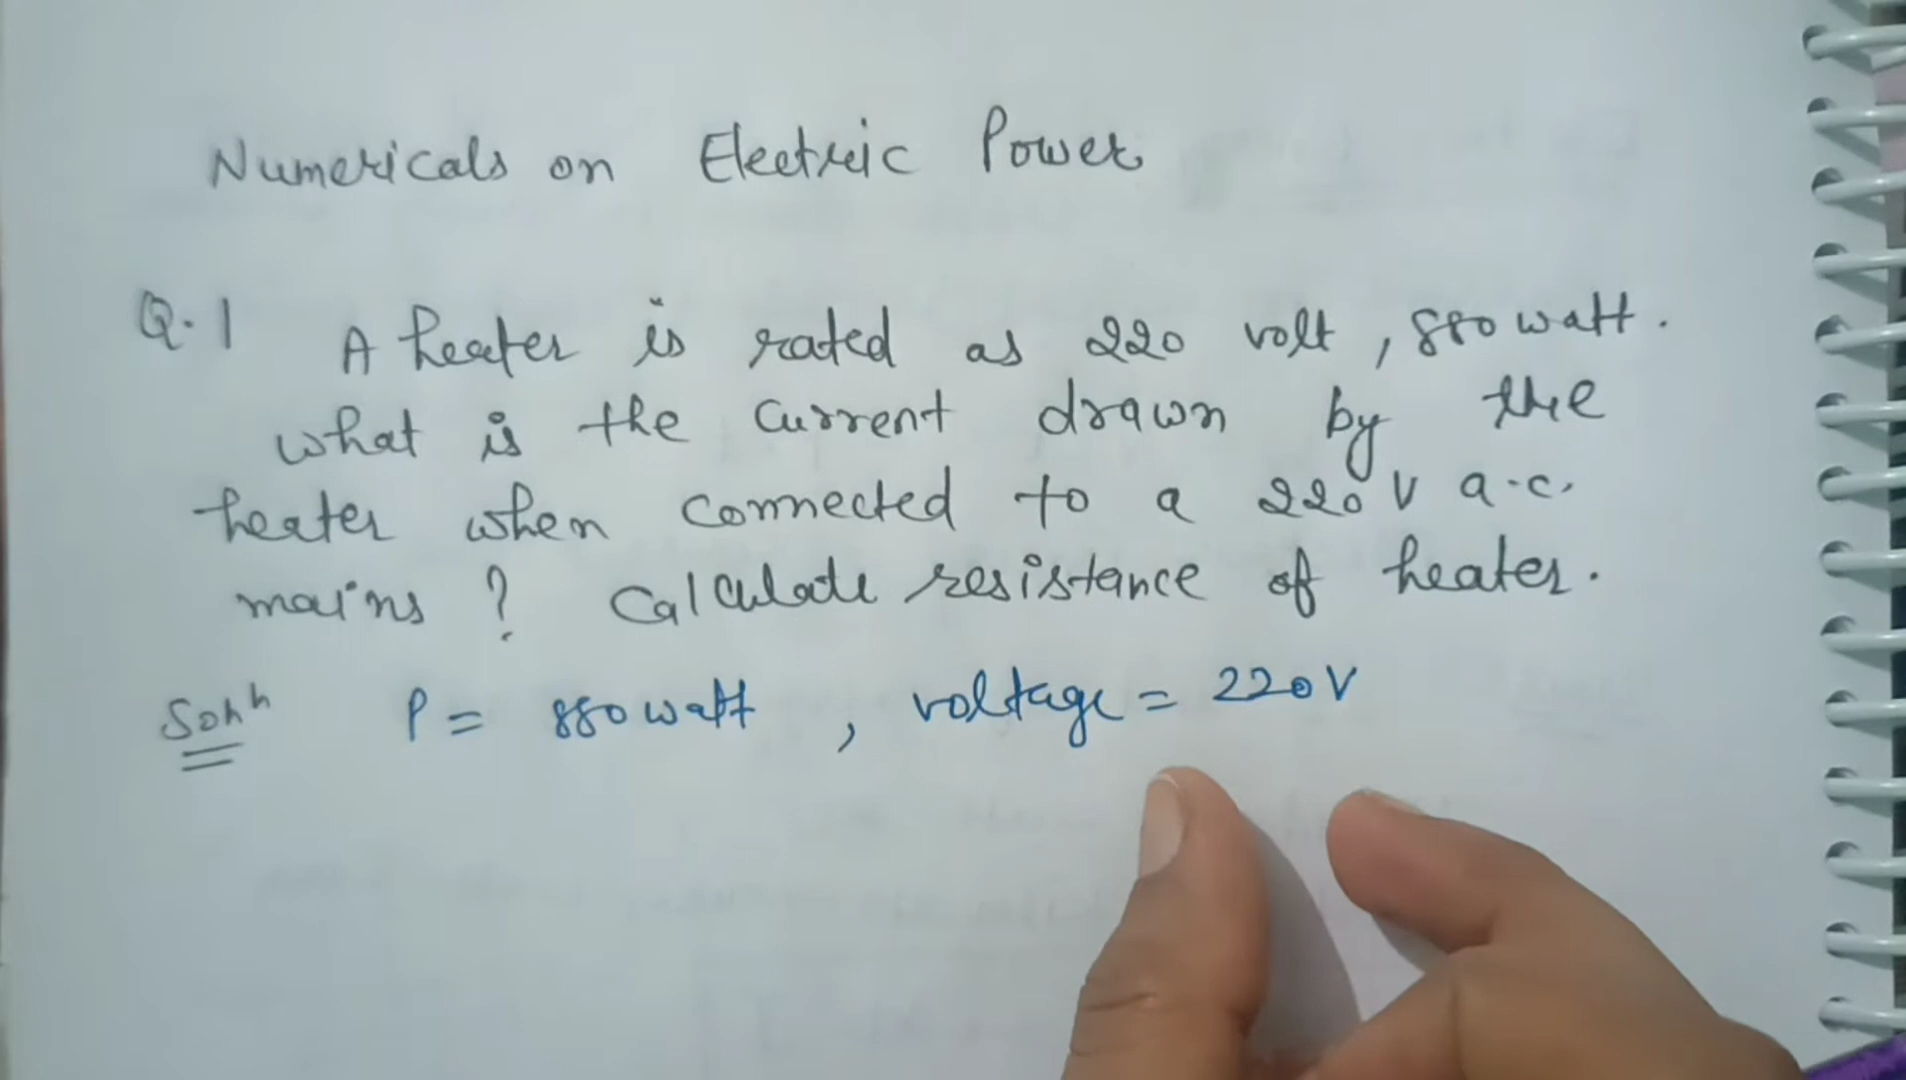 Numericals on Electric Power
Q.1 A heater is rated as 220 volt, 880 watt.
what is the current drawn by the
heater when connected to a 220 V a.c.
mains ? Calculate resistance of heater.
Soln P = 880 watt , voltage = 220 V